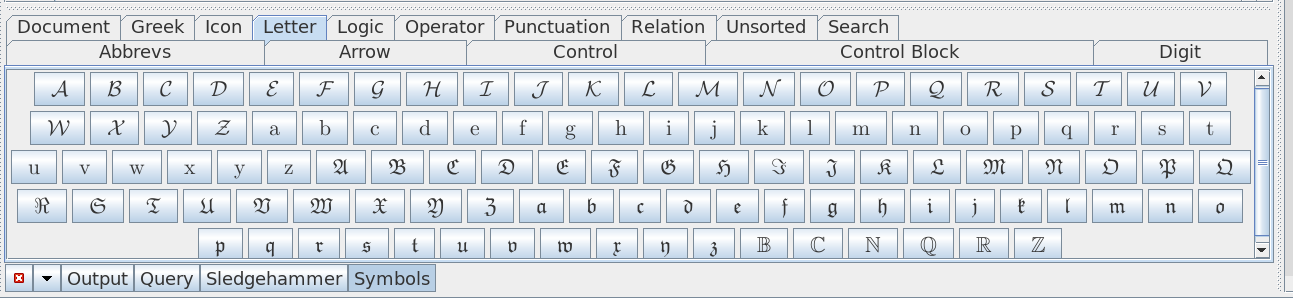 Document Greek Icon Letter Logic Operator Punctuation Relation Unsorted Search
Abbrevs Arrow Control Control Block Digit
𝒜 ℬ 𝒞 𝒟 ℰ ℱ 𝒢 ℋ ℐ 𝒥 𝒦 ℒ ℳ 𝒩 𝒪 𝒫 𝒬 ℛ 𝒮 𝒯 𝒰 𝒱
𝒲 𝒳 𝒴 𝒵 a b c d e f g h i j k l m n o p q r s t
u v w x y z 𝔄 𝔅 ℭ 𝔇 𝔈 𝔉 𝔊 ℌ ℑ 𝔍 𝔎 𝔏 𝔐 𝔑 𝔒 𝔓 𝔔
ℜ 𝔖 𝔗 𝔘 𝔙 𝔚 𝔛 𝔜 ℨ 𝔞 𝔟 𝔠 𝔡 𝔢 𝔣 𝔤 𝔥 𝔦 𝔧 𝔨 𝔩 𝔪 𝔫 𝔬
𝔭 𝔮 𝔯 𝔰 𝔱 𝔲 𝔳 𝔴 𝔵 𝔶 𝔷 𝔹 ℂ ℕ ℚ ℝ ℤ
Output Query Sledgehammer Symbols